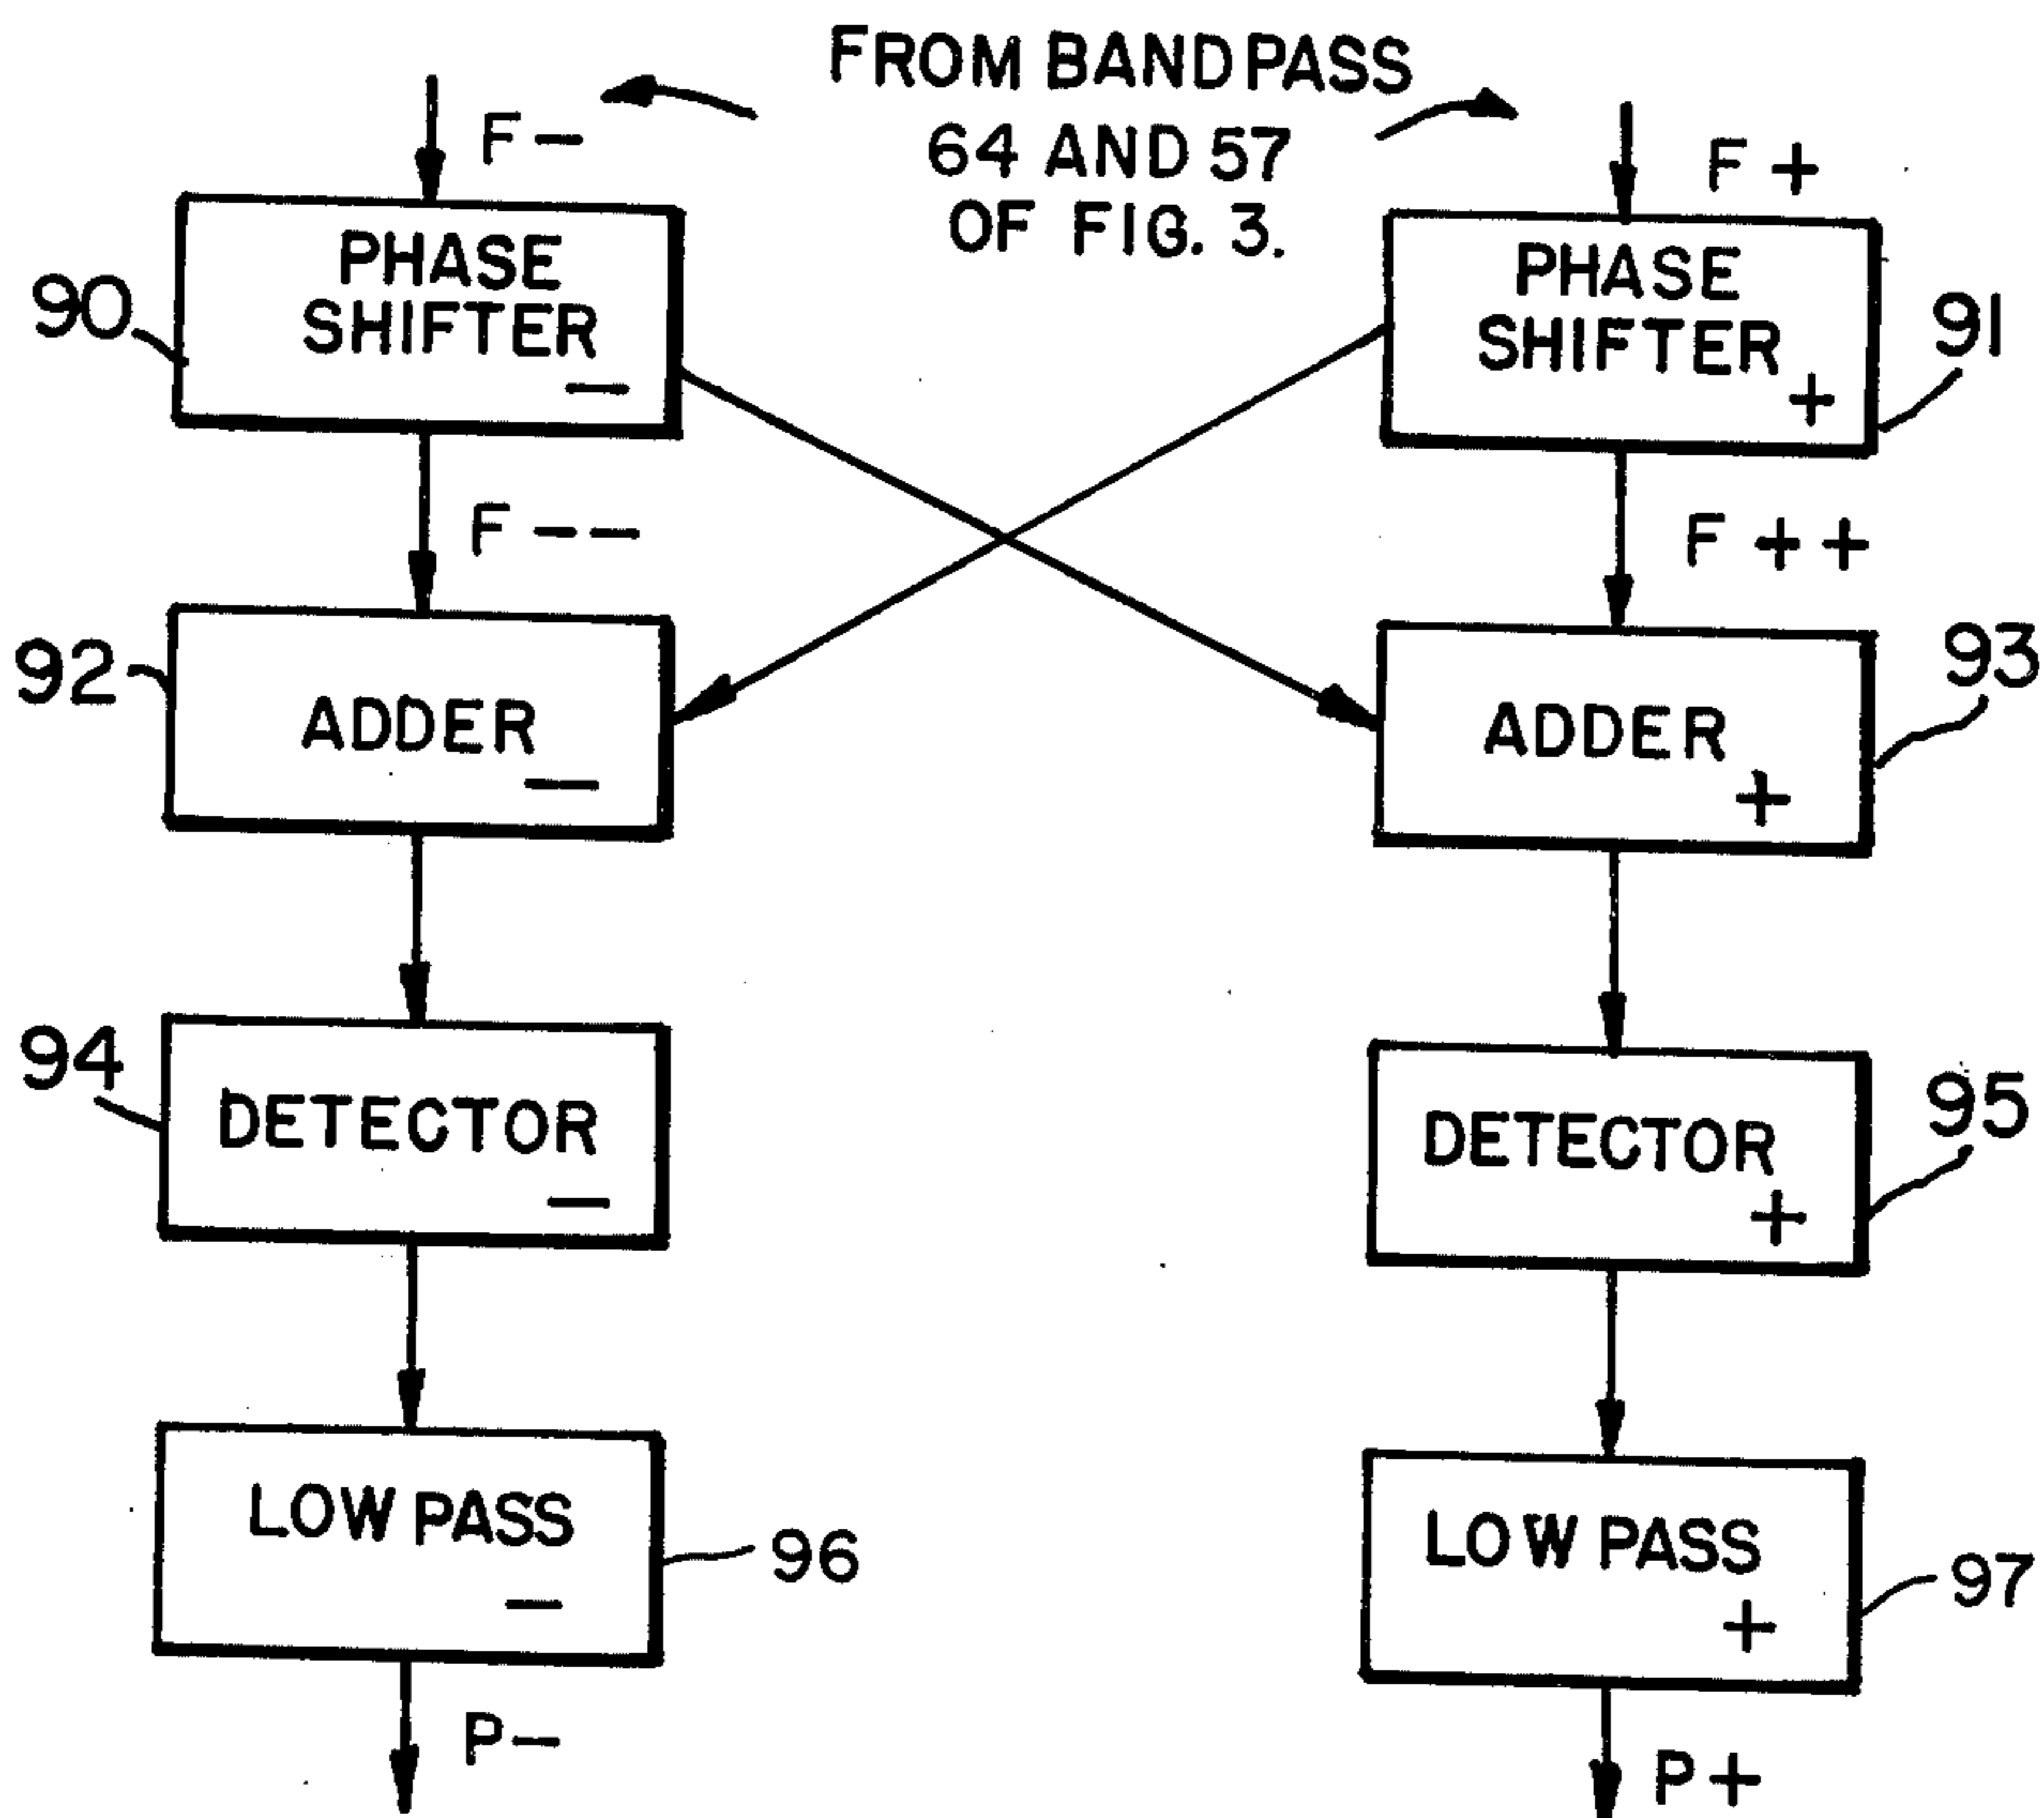 FROM BAND PASS
64 AND 57
OF FIG. 3.
F-
F+
PHASE
SHIFTER
-
90
PHASE
SHIFTER
+
91
F--
F++
ADDER
-
92
ADDER
+
93
DETECTOR
-
94
DETECTOR
+
95
LOW PASS
-
96
LOW PASS
+
97
P-
P+